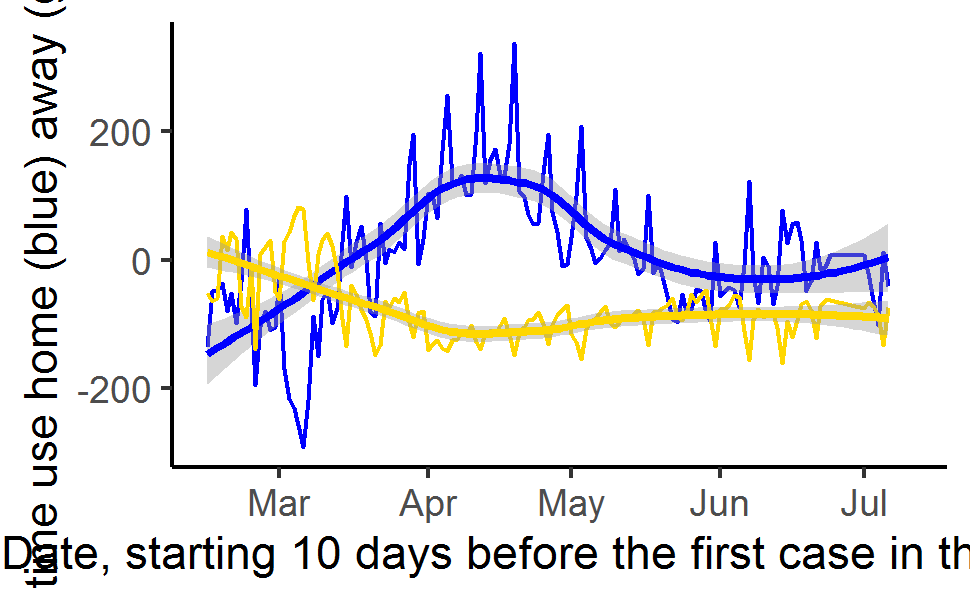 time use home (blue) away (
200
0
-200
Mar Apr May Jun Jul
Date, starting 10 days before the first case in th